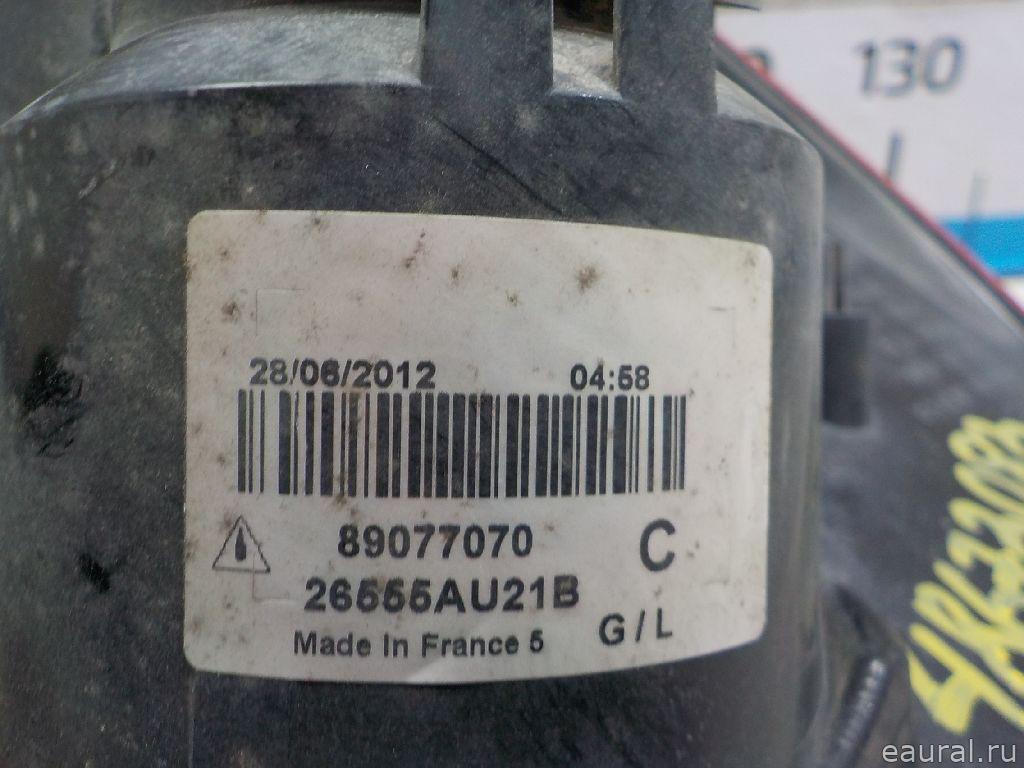 130
28/06/2012 04:58
89077070 C
26555AU21B
Made In France 5 G / L
eaural.ru